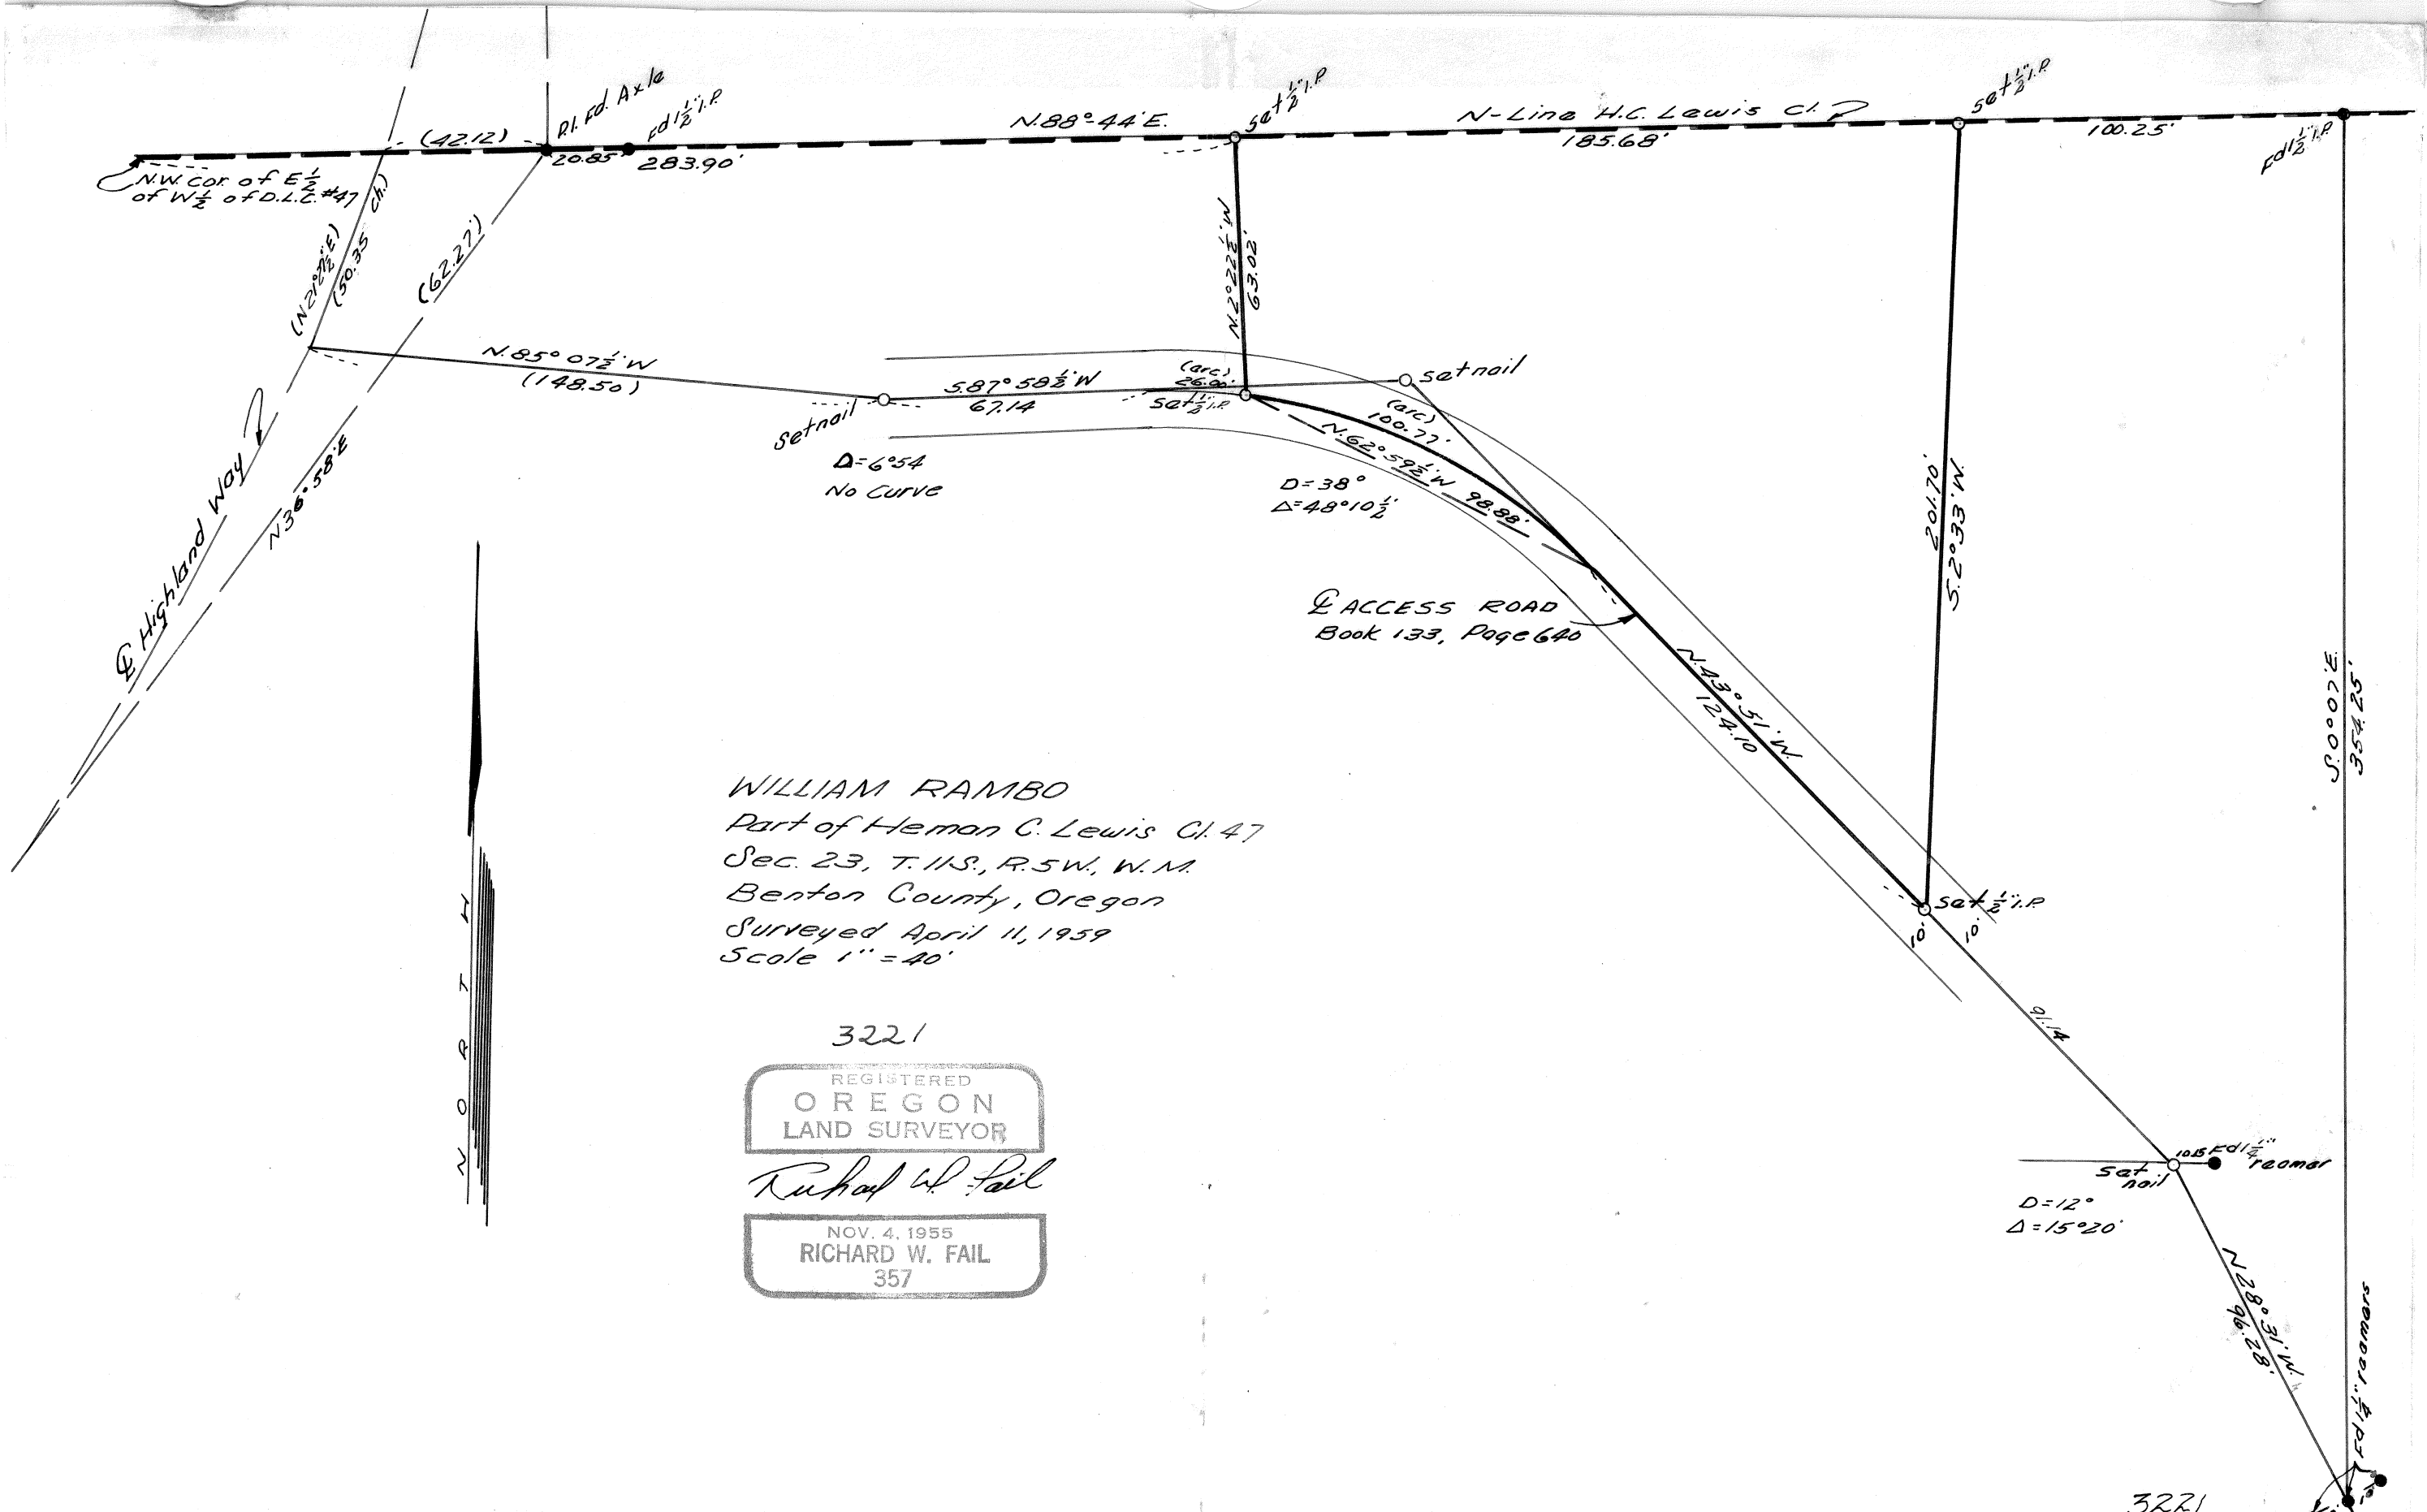 (42.12)
P.I. Fd. Axle
Fd 1½" I.P.
N.88°44'E.
Set ½" I.P.
N-Line H.C. Lewis Cl.
Set ½" I.P.
20.85'
283.90'
185.68'
100.25'
Fd 1½" I.P.
N.W. Cor. of E½
of W½ of D.L.C. #47
(50.35 Ch.)
(62.27)
N.2°22½'W
63.02'
N.85°07½'W
(148.50)
Set nail
S.87°58½'W
67.14
(arc)
26.00'
Set ½" I.P.
Set nail
(arc)
100.77'
N.62°59½'W 98.88'
Δ=6°54
No Curve
D=38°
Δ=48°10½'
201.70'
S.2°33'W.
℄ Highland Way
N36°58'E
℄ ACCESS ROAD
Book 133, Page 640
N.43°51'W.
124.10
S.0°07'E.
354.25'
WILLIAM RAMBO
Part of Heman C. Lewis Cl. 47
Sec. 23, T. 11S., R. 5W., W.M.
Benton County, Oregon
Surveyed April 11, 1959
Scale 1" = 40'
NORTH
Set ½" I.P.
10'
10'
91.14
3221
REGISTERED
OREGON
LAND SURVEYOR
Richard W. Fail
NOV. 4, 1955
RICHARD W. FAIL
357
Set
nail
10.15
Fd 1¼"
reamer
D=12°
Δ=15°20'
N28°31'W.
96.28'
Fd 1¼" reamers
3221